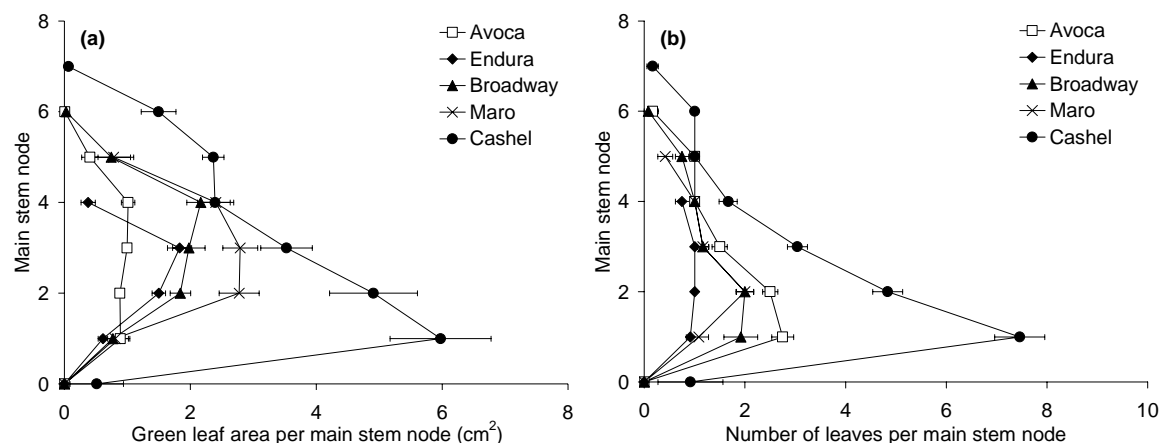 (a)
Avoca
Endura
Broadway
Maro
Cashel
Main stem node
8
6
4
2
0
0 2 4 6 8
Green leaf area per main stem node (cm²)
(b)
Avoca
Endura
Broadway
Maro
Cashel
Main stem node
8
6
4
2
0
0 2 4 6 8 10
Number of leaves per main stem node